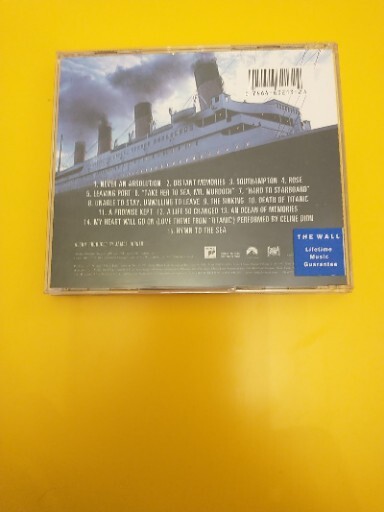 1. NEVER AN ABSOLUTION 2. DISTANT MEMORIES 3. SOUTHAMPTON 4. ROSE
5. LEAVING PORT 6. "TAKE HER TO SEA, MR. MURDOCH" 7. "HARD TO STARBOARD"
8. UNABLE TO STAY, UNWILLING TO LEAVE 9. THE SINKING 10. DEATH OF TITANIC
11. A PROMISE KEPT 12. A LIFE SO CHANGED 13. AN OCEAN OF MEMORIES
14. MY HEART WILL GO ON (LOVE THEME FROM 'TITANIC') PERFORMED BY CELINE DION
15. HYMN TO THE SEA
THE WALL
Lifetime
Music
Guarantee